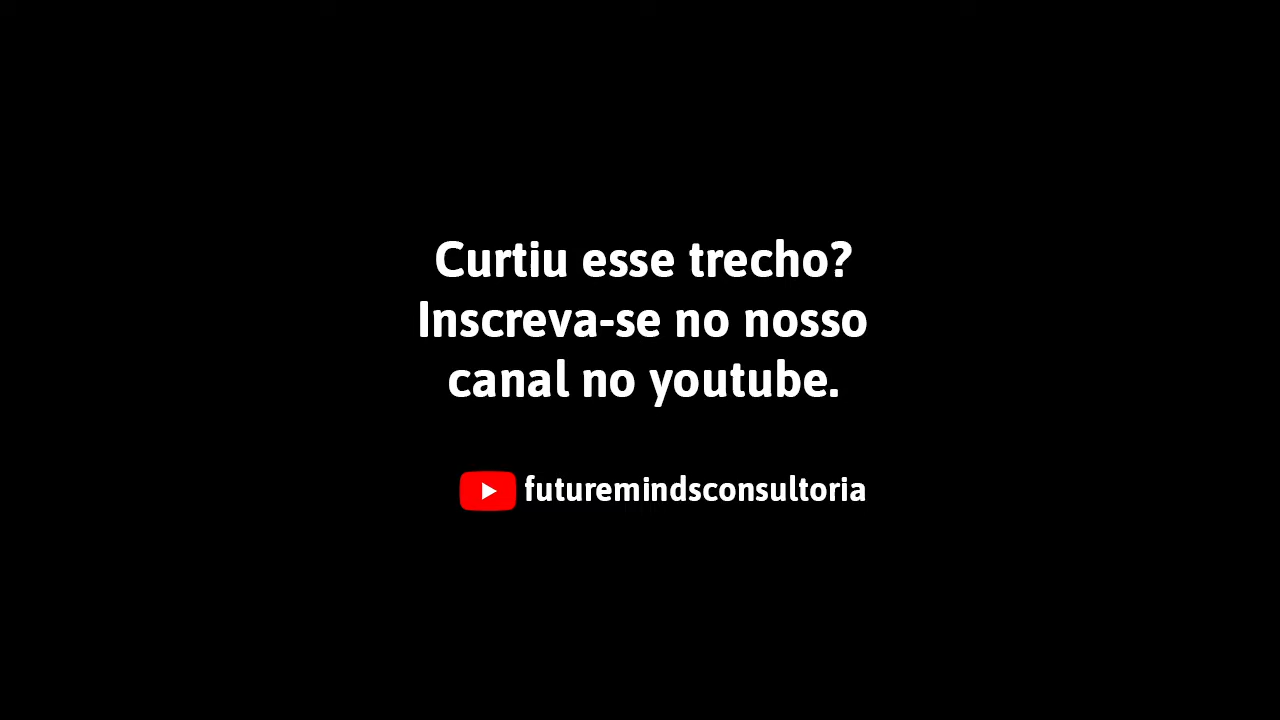 Curtiu esse trecho?
Inscreva-se no nosso
canal no youtube.
futuremindsconsultoria